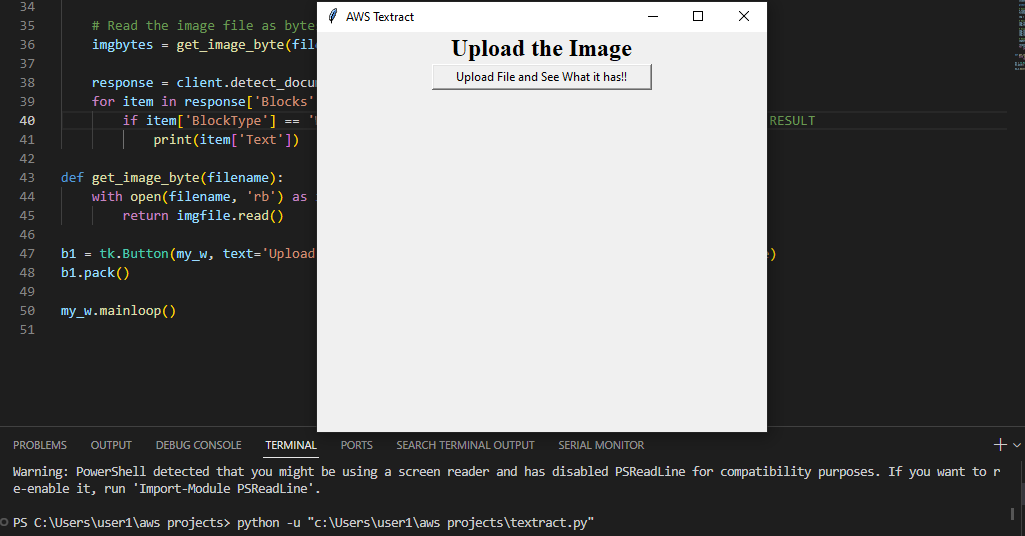 AWS Textract
Upload the Image
Upload File and See What it has!!
34
35 # Read the image file as byte
36 imgbytes = get_image_byte(fil
37
38 response = client.detect_docu
39 for item in response['Blocks'
40 if item['BlockType'] == ' RESULT
41 print(item['Text'])
42
43 def get_image_byte(filename):
44 with open(filename, 'rb') as
45 return imgfile.read()
46
47 b1 = tk.Button(my_w, text='Upload )
48 b1.pack()
49
50 my_w.mainloop()
51
PROBLEMS OUTPUT DEBUG CONSOLE TERMINAL PORTS SEARCH TERMINAL OUTPUT SERIAL MONITOR
Warning: PowerShell detected that you might be using a screen reader and has disabled PSReadLine for compatibility purposes. If you want to r
e-enable it, run 'Import-Module PSReadLine'.
PS C:\Users\user1\aws projects> python -u "c:\Users\user1\aws projects\textract.py"